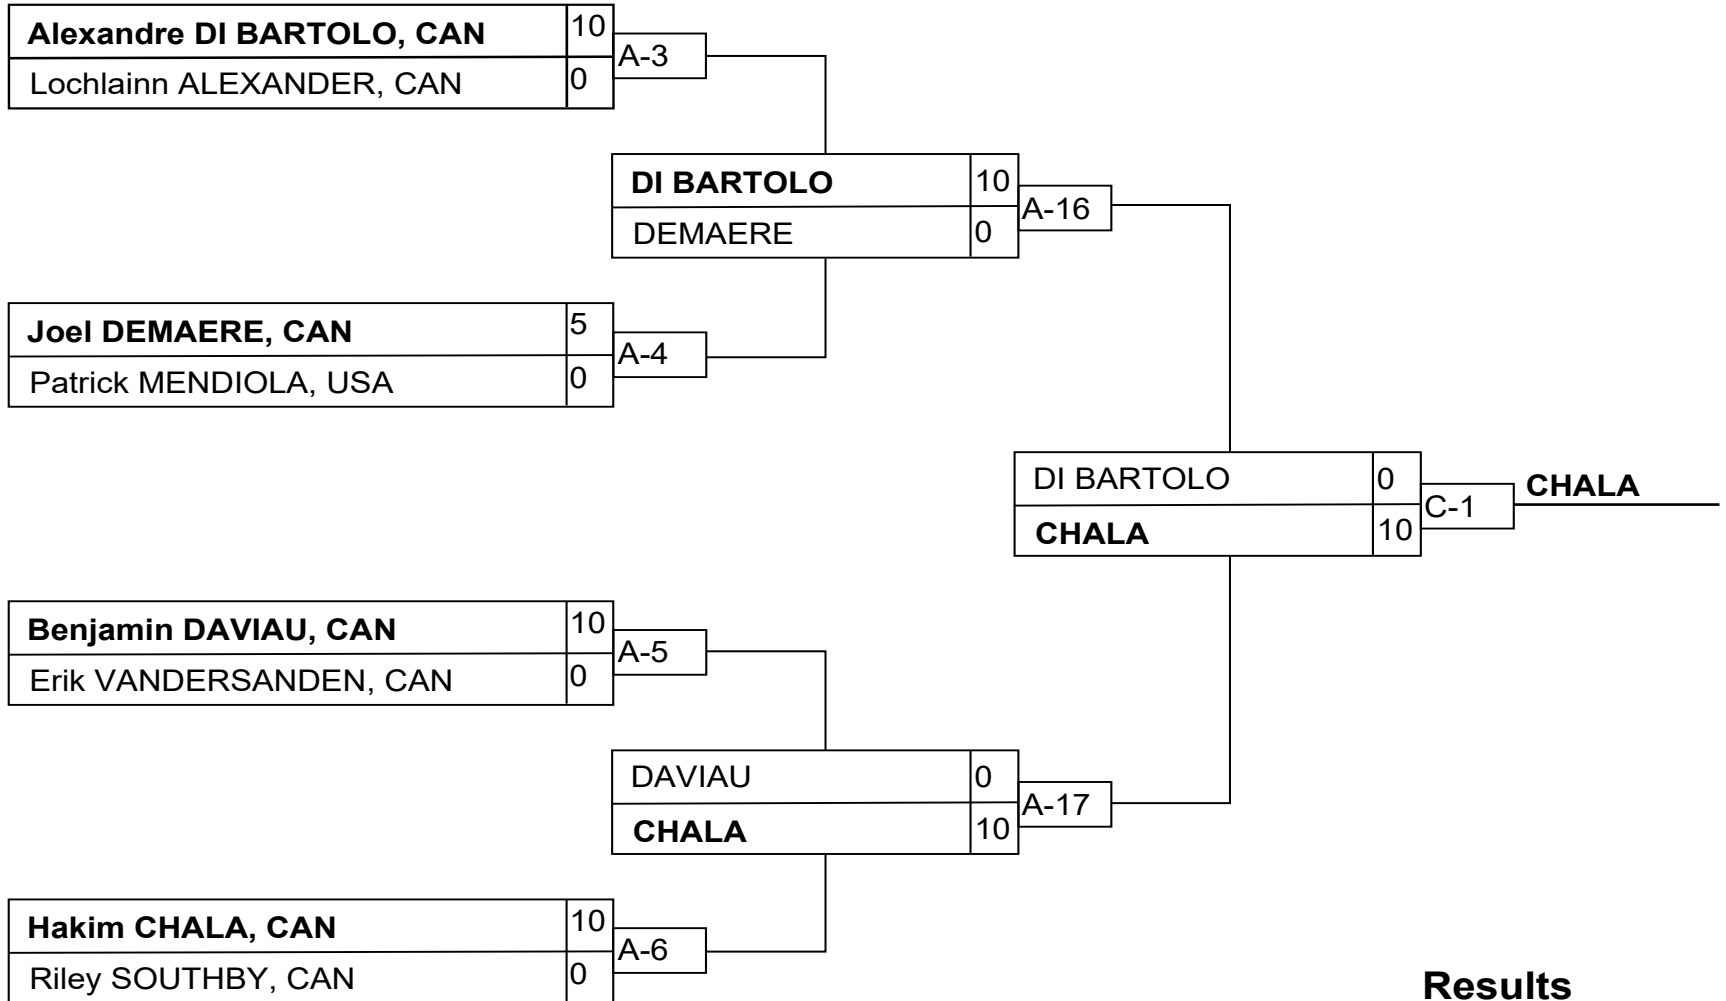 Alexandre DI BARTOLO, CAN 10
A-3
Lochlainn ALEXANDER, CAN 0
DI BARTOLO 10
A-16
DEMAERE 0
Joel DEMAERE, CAN 5
A-4
Patrick MENDIOLA, USA 0
DI BARTOLO 0
CHALA
C-1
CHALA 10
Benjamin DAVIAU, CAN 10
A-5
Erik VANDERSANDEN, CAN 0
DAVIAU 0
A-17
CHALA 10
Hakim CHALA, CAN 10
A-6
Riley SOUTHBY, CAN 0
Results